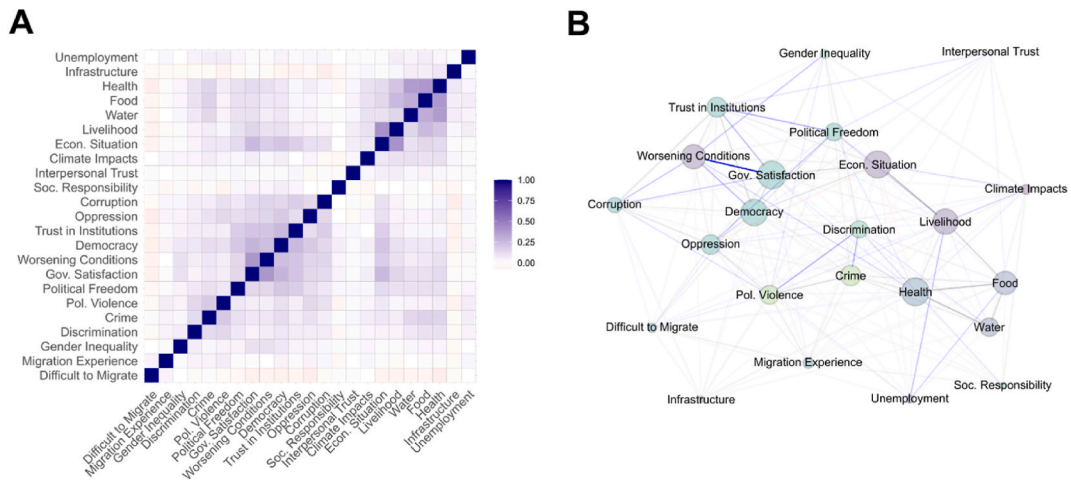 A
Unemployment
Infrastructure
Health
Food
Water
Livelihood
Econ. Situation
Climate Impacts
Interpersonal Trust
Soc. Responsibility
Corruption
Oppression
Trust in Institutions
Democracy
Worsening Conditions
Gov. Satisfaction
Political Freedom
Pol. Violence
Crime
Discrimination
Gender Inequality
Migration Experience
Difficult to Migrate
Difficult to Migrate
Migration Experience
Gender Inequality
Discrimination
Crime
Pol. Violence
Political Freedom
Gov. Satisfaction
Worsening Conditions
Democracy
Trust in Institutions
Oppression
Corruption
Soc. Responsibility
Interpersonal Trust
Climate Impacts
Econ. Situation
Livelihood
Water
Food
Health
Infrastructure
Unemployment
1.00
0.75
0.50
0.25
0.00
B
Gender Inequality
Interpersonal Trust
Trust in Institutions
Political Freedom
Worsening Conditions
Econ. Situation
Gov. Satisfaction
Climate Impacts
Corruption
Democracy
Livelihood
Discrimination
Oppression
Crime
Food
Pol. Violence
Health
Difficult to Migrate
Water
Migration Experience
Soc. Responsibility
Infrastructure
Unemployment